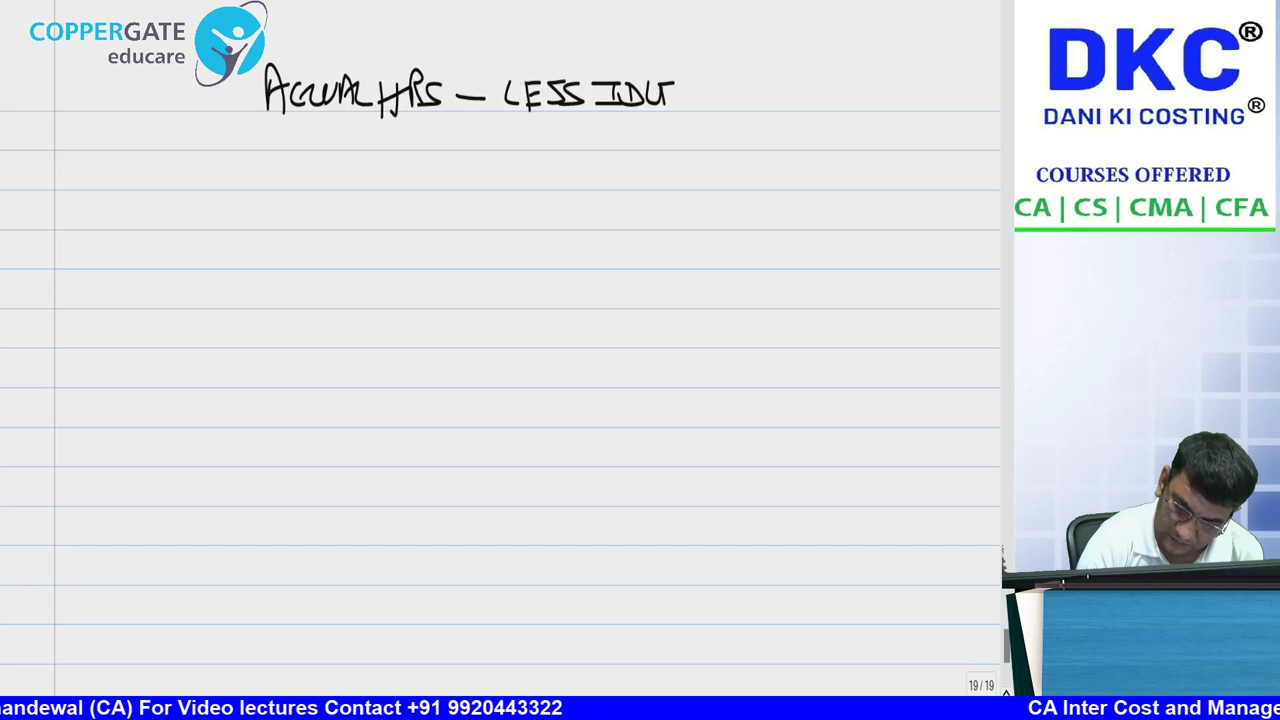 COPPERGATE
educare
ACTUAL HRS — LESS IDLE
DKC®
DANI KI COSTING®
COURSES OFFERED
CA | CS | CMA | CFA
19 / 19
handewal (CA) For Video lectures Contact +91 9920443322
CA Inter Cost and Manage